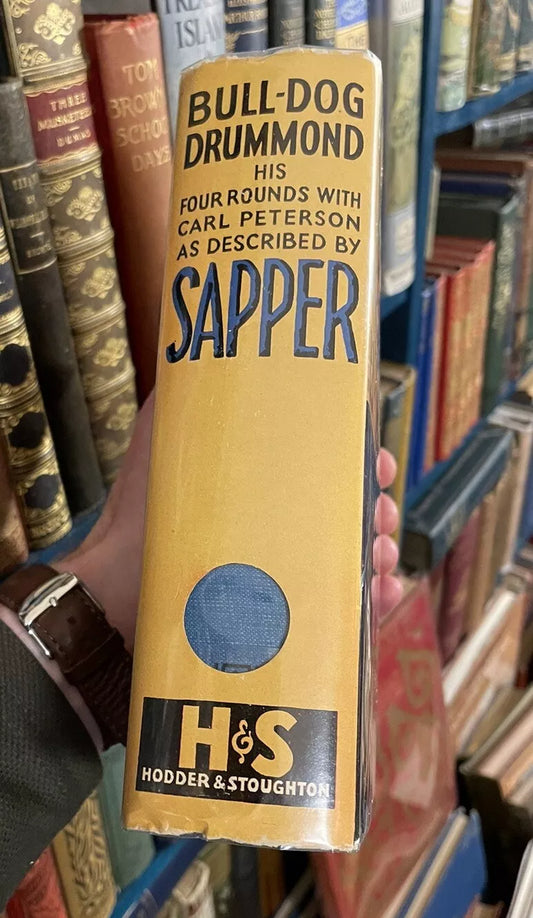 BULL-DOG
DRUMMOND
HIS
FOUR ROUNDS WITH
CARL PETERSON
AS DESCRIBED BY
SAPPER
H&S
HODDER & STOUGHTON
THREE
MUSKETEERS
DUMAS
TOM
BROWN'S
SCHOOL
DAYS
ISLAND